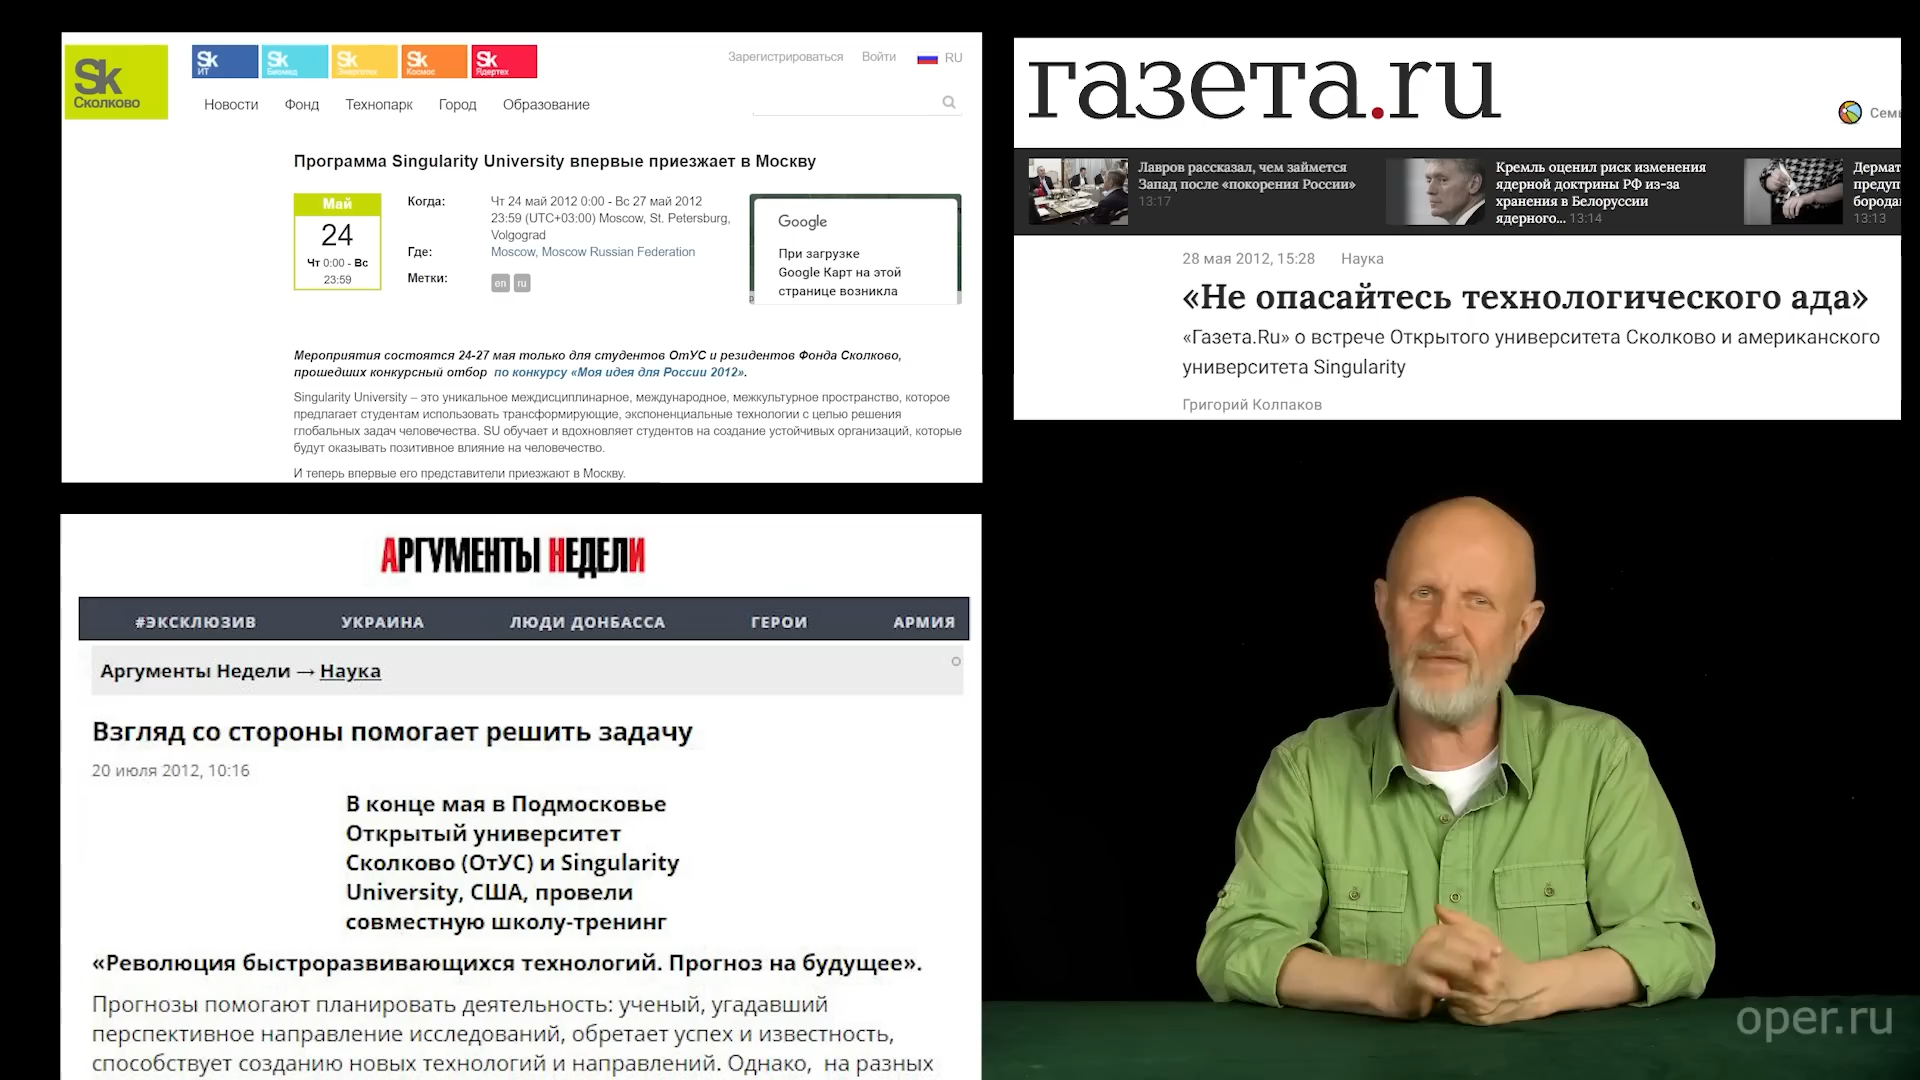 Sk
Сколково
Sk
ИТ
Sk
Биомед
Sk
Энерготех
Sk
Космос
Sk
Ядертех
Зарегистрироваться Войти RU
Новости Фонд Технопарк Город Образование
Программа Singularity University впервые приезжает в Москву
Май
24
Чт 0:00 - Вс
23:59
Когда:
Чт 24 май 2012 0:00 - Вс 27 май 2012
23:59 (UTC+03:00) Moscow, St. Petersburg,
Volgograd
Где:
Moscow, Moscow Russian Federation
Метки:
en ru
Google
При загрузке
Google Карт на этой
странице возникла
Мероприятия состоятся 24-27 мая только для студентов ОтУС и резидентов Фонда Сколково,
прошедших конкурсный отбор по конкурсу «Моя идея для России 2012».
Singularity University – это уникальное междисциплинарное, международное, межкультурное пространство, которое
предлагает студентам использовать трансформирующие, экспоненциальные технологии с целью решения
глобальных задач человечества. SU обучает и вдохновляет студентов на создание устойчивых организаций, которые
будут оказывать позитивное влияние на человечество.
И теперь впервые его представители приезжают в Москву.
газета.ru
Семь
Лавров рассказал, чем займется
Запад после «покорения России»
13:17
Кремль оценил риск изменения
ядерной доктрины РФ из-за
хранения в Белоруссии
ядерного... 13:14
Дермат
предуп
борода
13:13
28 мая 2012, 15:28 Наука
«Не опасайтесь технологического ада»
«Газета.Ru» о встрече Открытого университета Сколково и американского
университета Singularity
Григорий Колпаков
АРГУМЕНТЫ НЕДЕЛИ
#ЭКСКЛЮЗИВ УКРАИНА ЛЮДИ ДОНБАССА ГЕРОИ АРМИЯ
Аргументы Недели → Наука
Взгляд со стороны помогает решить задачу
20 июля 2012, 10:16
В конце мая в Подмосковье
Открытый университет
Сколково (ОтУС) и Singularity
University, США, провели
совместную школу-тренинг
«Революция быстроразвивающихся технологий. Прогноз на будущее».
Прогнозы помогают планировать деятельность: ученый, угадавший
перспективное направление исследований, обретает успех и известность,
способствует созданию новых технологий и направлений. Однако, на разных
oper.ru